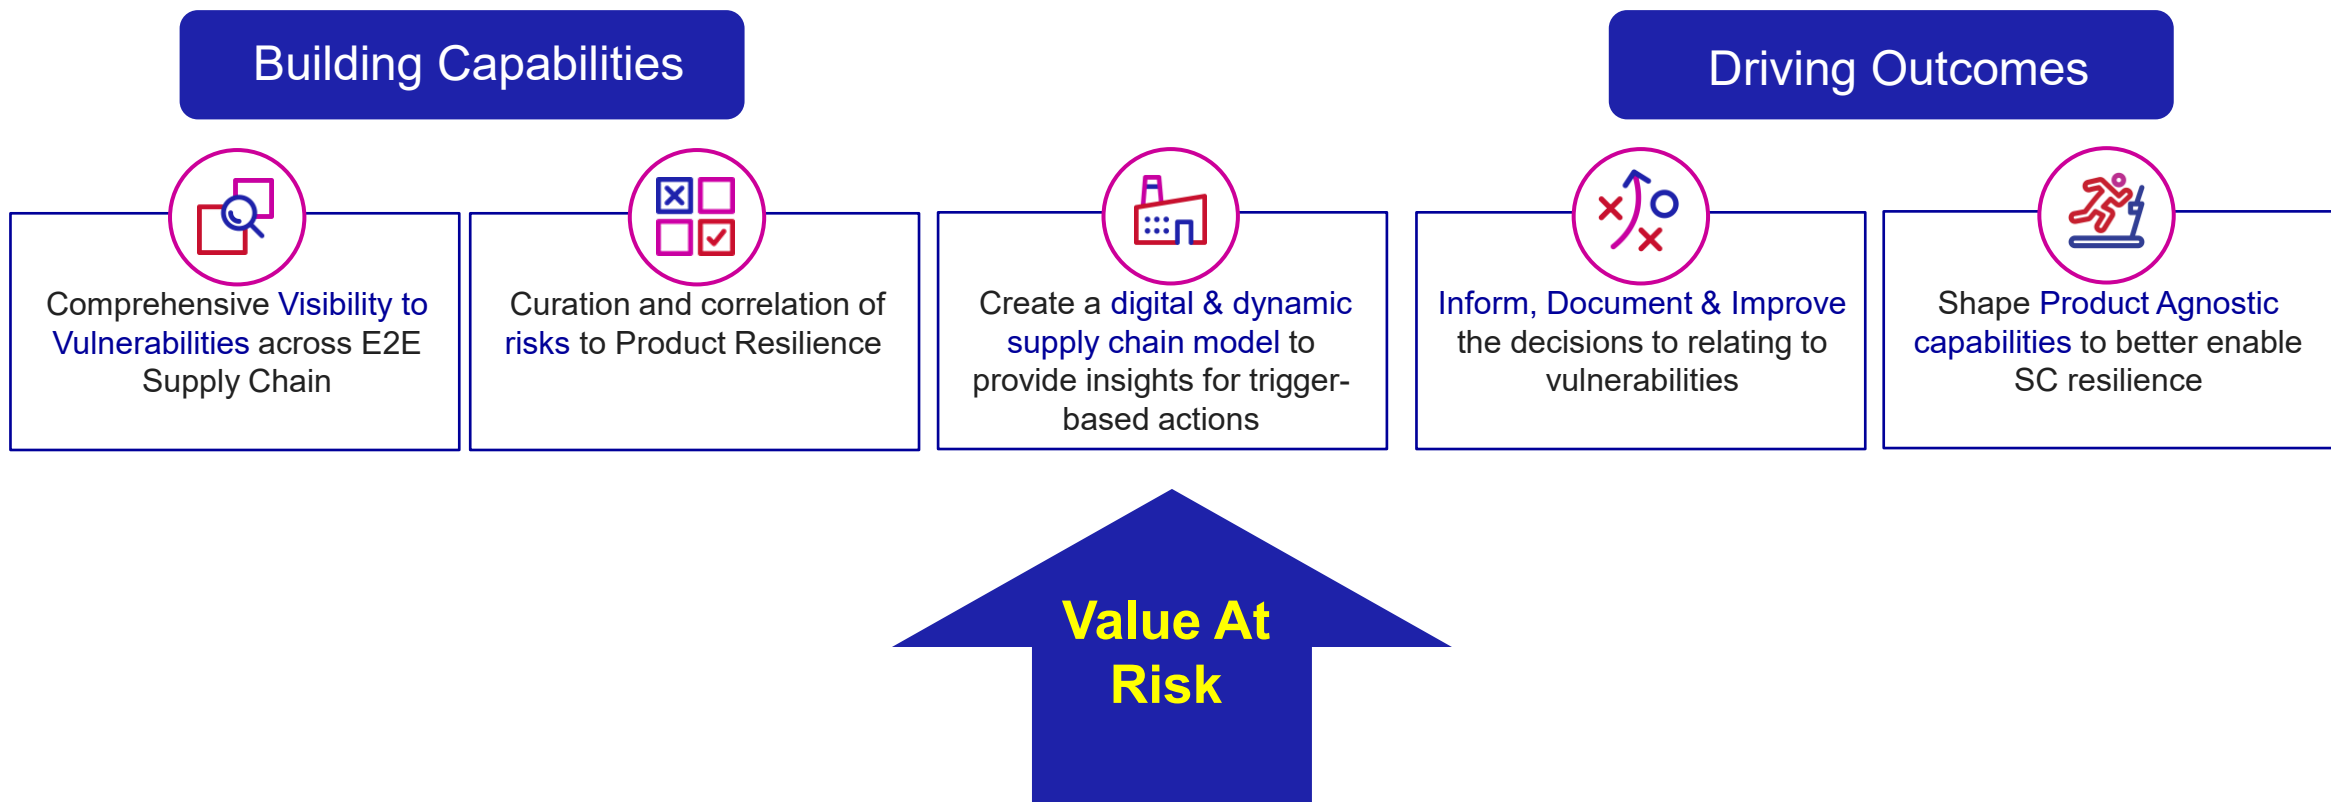 Building Capabilities
Driving Outcomes
Comprehensive Visibility to
Vulnerabilities across E2E
Supply Chain
Curation and correlation of
risks to Product Resilience
Create a digital & dynamic
supply chain model to
provide insights for trigger-
based actions
Inform, Document & Improve
the decisions to relating to
vulnerabilities
Shape Product Agnostic
capabilities to better enable
SC resilience
Value At
Risk